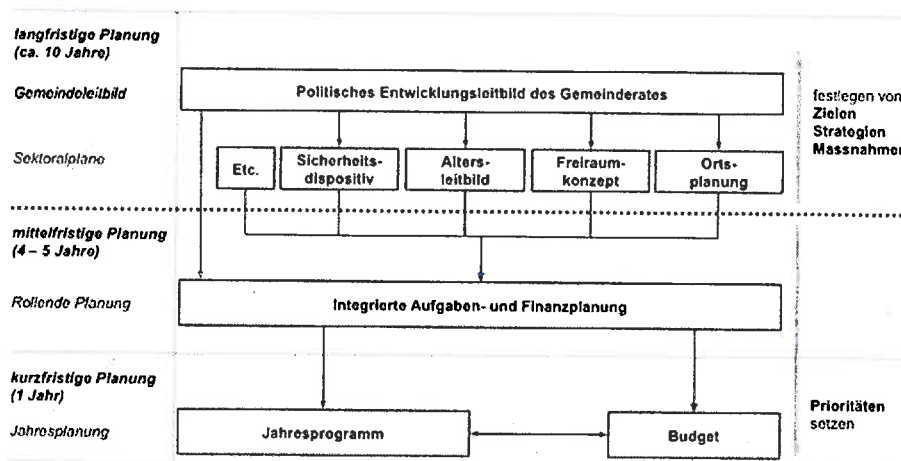 langfristige Planung
(ca. 10 Jahre)
Gemeindeleitbild
Politisches Entwicklungsleitbild des Gemeinderates
festlegen von
Zielen
Strategien
Massnahmen
Sektoralpläne
Etc.
Sicherheits-
dispositiv
Alters-
leitbild
Freiraum-
konzept
Orts-
planung
mittelfristige Planung
(4 – 5 Jahre)
Rollende Planung
Integrierte Aufgaben- und Finanzplanung
kurzfristige Planung
(1 Jahr)
Jahresplanung
Jahresprogramm
Budget
Prioritäten
setzen